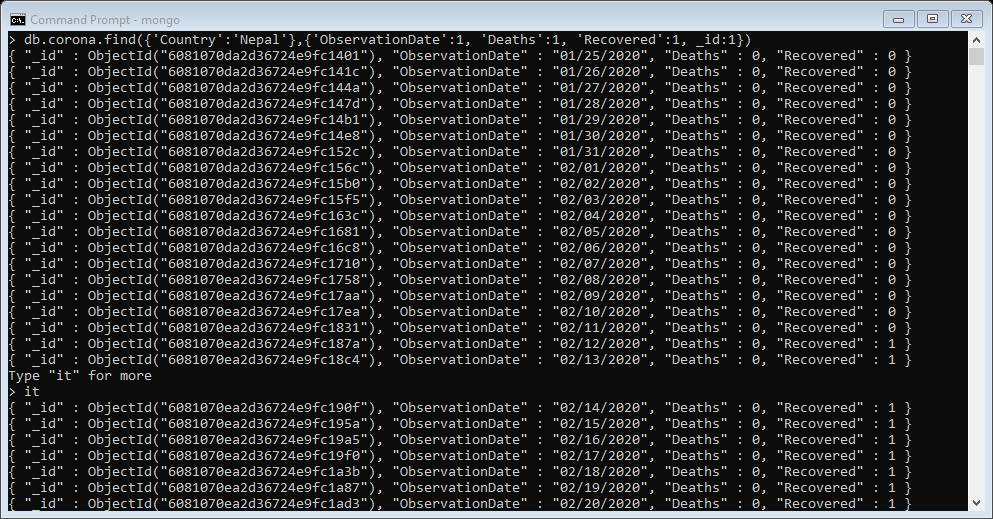 Command Prompt - mongo
> db.corona.find({'Country':'Nepal'},{'ObservationDate':1, 'Deaths':1, 'Recovered':1, _id:1})
{ "_id" : ObjectId("6081070da2d36724e9fc1401"), "ObservationDate" : "01/25/2020", "Deaths" : 0, "Recovered" : 0 }
{ "_id" : ObjectId("6081070da2d36724e9fc141c"), "ObservationDate" : "01/26/2020", "Deaths" : 0, "Recovered" : 0 }
{ "_id" : ObjectId("6081070da2d36724e9fc144a"), "ObservationDate" : "01/27/2020", "Deaths" : 0, "Recovered" : 0 }
{ "_id" : ObjectId("6081070da2d36724e9fc147d"), "ObservationDate" : "01/28/2020", "Deaths" : 0, "Recovered" : 0 }
{ "_id" : ObjectId("6081070da2d36724e9fc14b1"), "ObservationDate" : "01/29/2020", "Deaths" : 0, "Recovered" : 0 }
{ "_id" : ObjectId("6081070da2d36724e9fc14e8"), "ObservationDate" : "01/30/2020", "Deaths" : 0, "Recovered" : 0 }
{ "_id" : ObjectId("6081070da2d36724e9fc152c"), "ObservationDate" : "01/31/2020", "Deaths" : 0, "Recovered" : 0 }
{ "_id" : ObjectId("6081070da2d36724e9fc156c"), "ObservationDate" : "02/01/2020", "Deaths" : 0, "Recovered" : 0 }
{ "_id" : ObjectId("6081070da2d36724e9fc15b0"), "ObservationDate" : "02/02/2020", "Deaths" : 0, "Recovered" : 0 }
{ "_id" : ObjectId("6081070da2d36724e9fc15f5"), "ObservationDate" : "02/03/2020", "Deaths" : 0, "Recovered" : 0 }
{ "_id" : ObjectId("6081070da2d36724e9fc163c"), "ObservationDate" : "02/04/2020", "Deaths" : 0, "Recovered" : 0 }
{ "_id" : ObjectId("6081070da2d36724e9fc1681"), "ObservationDate" : "02/05/2020", "Deaths" : 0, "Recovered" : 0 }
{ "_id" : ObjectId("6081070da2d36724e9fc16c8"), "ObservationDate" : "02/06/2020", "Deaths" : 0, "Recovered" : 0 }
{ "_id" : ObjectId("6081070da2d36724e9fc1710"), "ObservationDate" : "02/07/2020", "Deaths" : 0, "Recovered" : 0 }
{ "_id" : ObjectId("6081070da2d36724e9fc1758"), "ObservationDate" : "02/08/2020", "Deaths" : 0, "Recovered" : 0 }
{ "_id" : ObjectId("6081070da2d36724e9fc17aa"), "ObservationDate" : "02/09/2020", "Deaths" : 0, "Recovered" : 0 }
{ "_id" : ObjectId("6081070ea2d36724e9fc17ea"), "ObservationDate" : "02/10/2020", "Deaths" : 0, "Recovered" : 0 }
{ "_id" : ObjectId("6081070ea2d36724e9fc1831"), "ObservationDate" : "02/11/2020", "Deaths" : 0, "Recovered" : 0 }
{ "_id" : ObjectId("6081070ea2d36724e9fc187a"), "ObservationDate" : "02/12/2020", "Deaths" : 0, "Recovered" : 1 }
{ "_id" : ObjectId("6081070ea2d36724e9fc18c4"), "ObservationDate" : "02/13/2020", "Deaths" : 0, "Recovered" : 1 }
Type "it" for more
> it
{ "_id" : ObjectId("6081070ea2d36724e9fc190f"), "ObservationDate" : "02/14/2020", "Deaths" : 0, "Recovered" : 1 }
{ "_id" : ObjectId("6081070ea2d36724e9fc195a"), "ObservationDate" : "02/15/2020", "Deaths" : 0, "Recovered" : 1 }
{ "_id" : ObjectId("6081070ea2d36724e9fc19a5"), "ObservationDate" : "02/16/2020", "Deaths" : 0, "Recovered" : 1 }
{ "_id" : ObjectId("6081070ea2d36724e9fc19f0"), "ObservationDate" : "02/17/2020", "Deaths" : 0, "Recovered" : 1 }
{ "_id" : ObjectId("6081070ea2d36724e9fc1a3b"), "ObservationDate" : "02/18/2020", "Deaths" : 0, "Recovered" : 1 }
{ "_id" : ObjectId("6081070ea2d36724e9fc1a87"), "ObservationDate" : "02/19/2020", "Deaths" : 0, "Recovered" : 1 }
{ "_id" : ObjectId("6081070ea2d36724e9fc1ad3"), "ObservationDate" : "02/20/2020", "Deaths" : 0, "Recovered" : 1 }